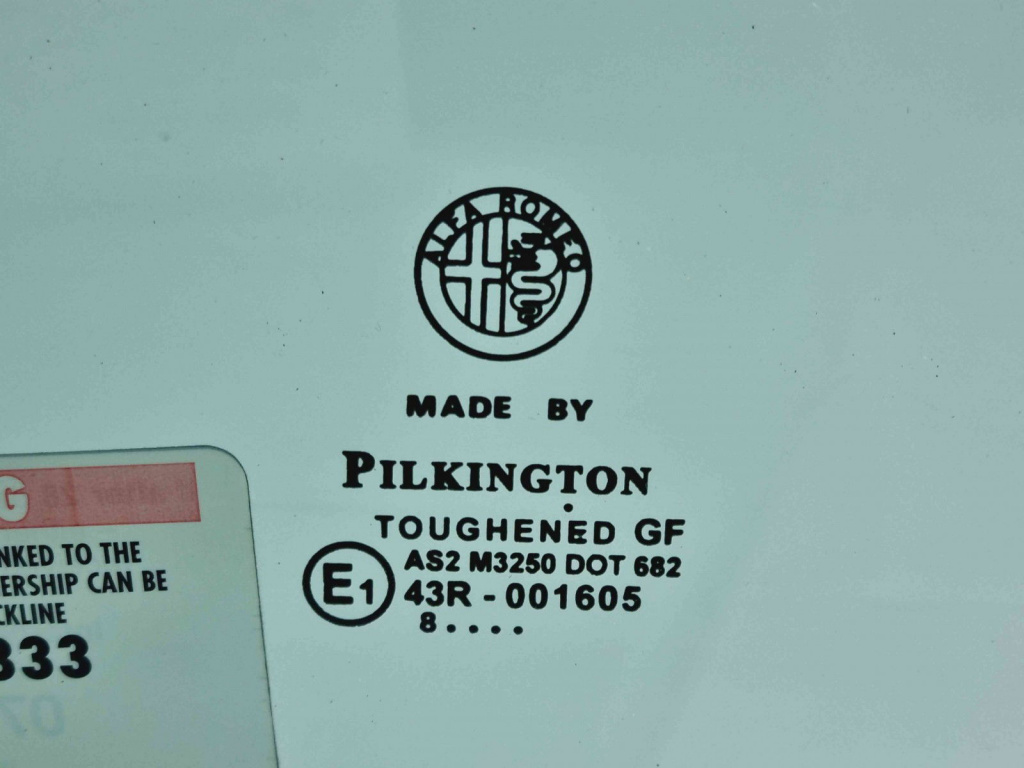 ALFA ROMEO
MADE BY
PILKINGTON
TOUGHENED GF
AS2 M3250 DOT 682
E1 43R - 001605
8....
G
NKED TO THE
ERSHIP CAN BE
CKLINE
333
07